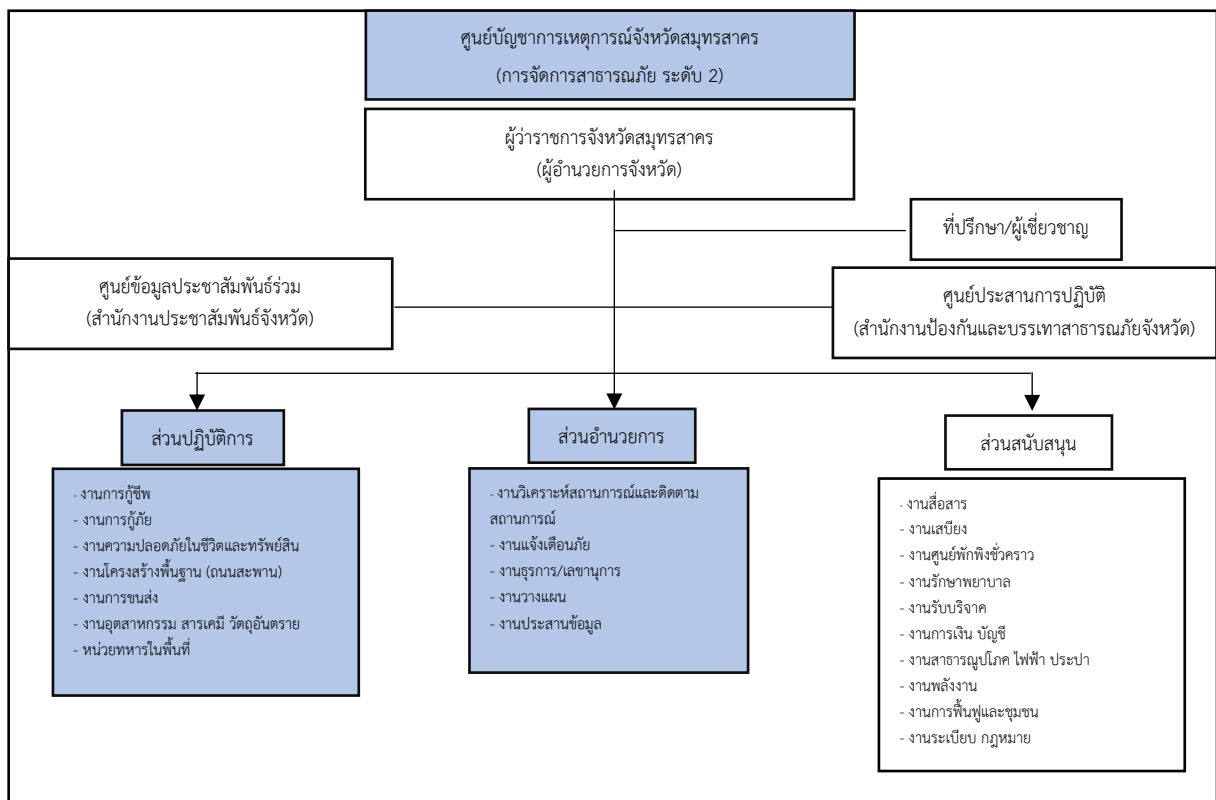 ศูนย์บัญชาการเหตุการณ์จังหวัดสมุทรสาคร
(การจัดการสาธารณภัย ระดับ 2)
ผู้ว่าราชการจังหวัดสมุทรสาคร
(ผู้อำนวยการจังหวัด)
ที่ปรึกษา/ผู้เชี่ยวชาญ
ศูนย์ข้อมูลประชาสัมพันธ์ร่วม
(สำนักงานประชาสัมพันธ์จังหวัด)
ศูนย์ประสานการปฏิบัติ
(สำนักงานป้องกันและบรรเทาสาธารณภัยจังหวัด)
ส่วนปฏิบัติการ
- งานการกู้ชีพ
- งานการกู้ภัย
- งานความปลอดภัยในชีวิตและทรัพย์สิน
- งานโครงสร้างพื้นฐาน (ถนนสะพาน)
- งานการขนส่ง
- งานอุตสาหกรรม สารเคมี วัตถุอันตราย
- หน่วยทหารในพื้นที่
ส่วนอำนวยการ
- งานวิเคราะห์สถานการณ์และติดตาม
สถานการณ์
- งานแจ้งเตือนภัย
- งานธุรการ/เลขานุการ
- งานวางแผน
- งานประสานข้อมูล
ส่วนสนับสนุน
- งานสื่อสาร
- งานเสบียง
- งานศูนย์พักพิงชั่วคราว
- งานรักษาพยาบาล
- งานรับบริจาค
- งานการเงิน บัญชี
- งานสาธารณูปโภค ไฟฟ้า ประปา
- งานพลังงาน
- งานการฟื้นฟูและชุมชน
- งานระเบียบ กฎหมาย